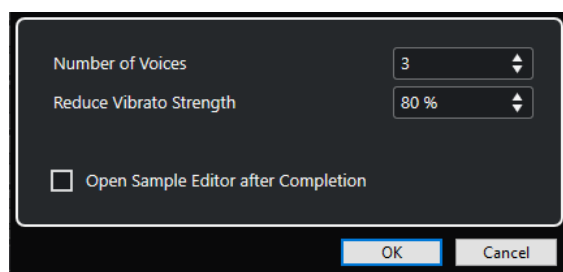 Number of Voices 3
Reduce Vibrato Strength 80 %
Open Sample Editor after Completion
OK Cancel